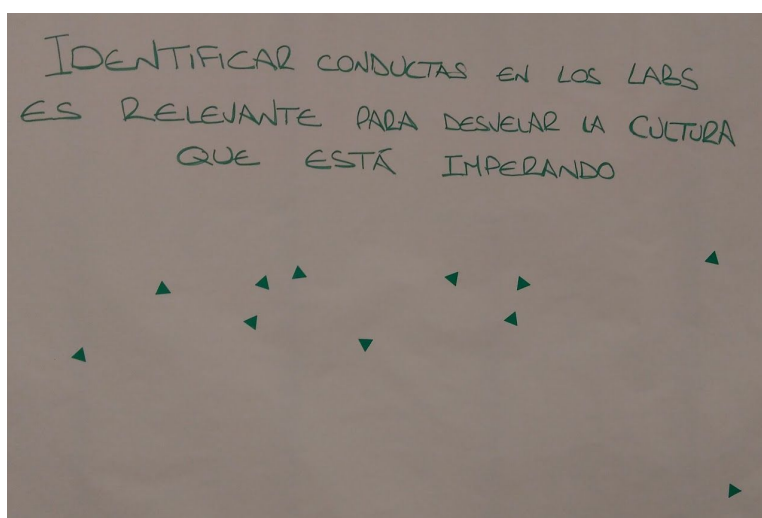 IDENTIFICAR CONDUCTAS EN LOS LABS
ES RELEVANTE PARA DESVELAR LA CULTURA
QUE ESTÁ IMPERANDO